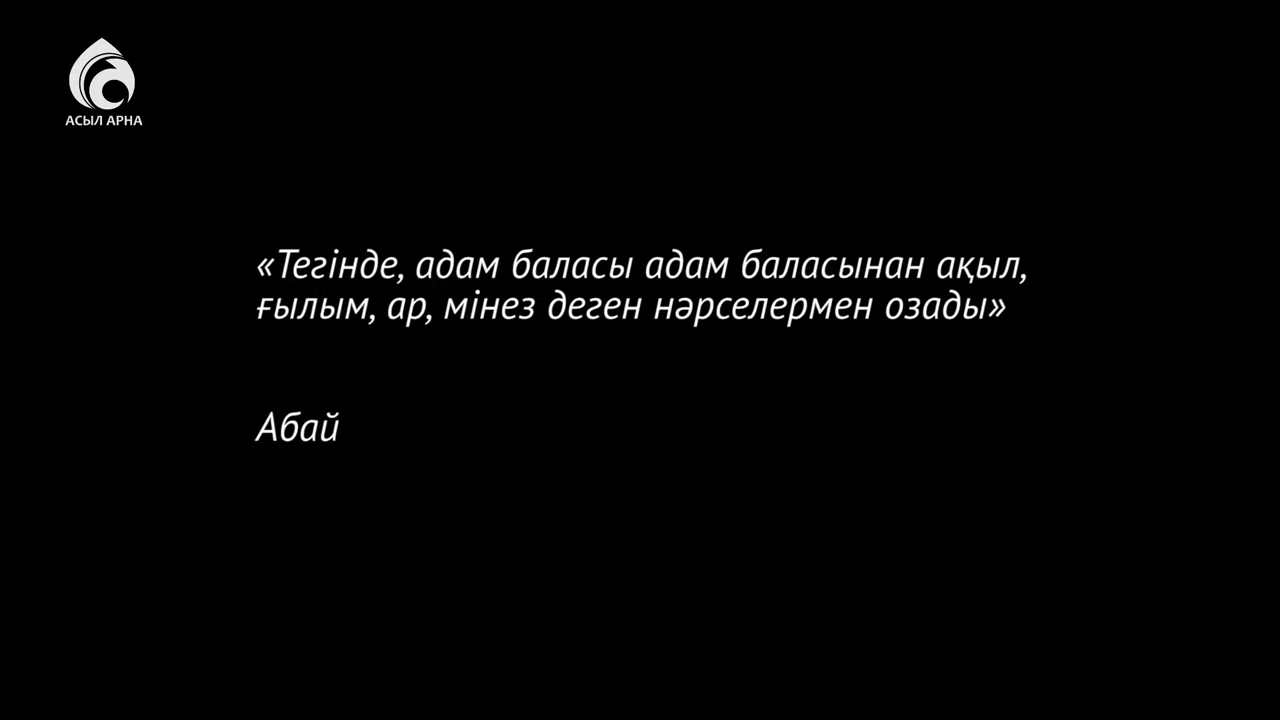 АСЫЛ АРНА
«Тегінде, адам баласы адам баласынан ақыл,
ғылым, ар, мінез деген нәрселермен озады»
Абай